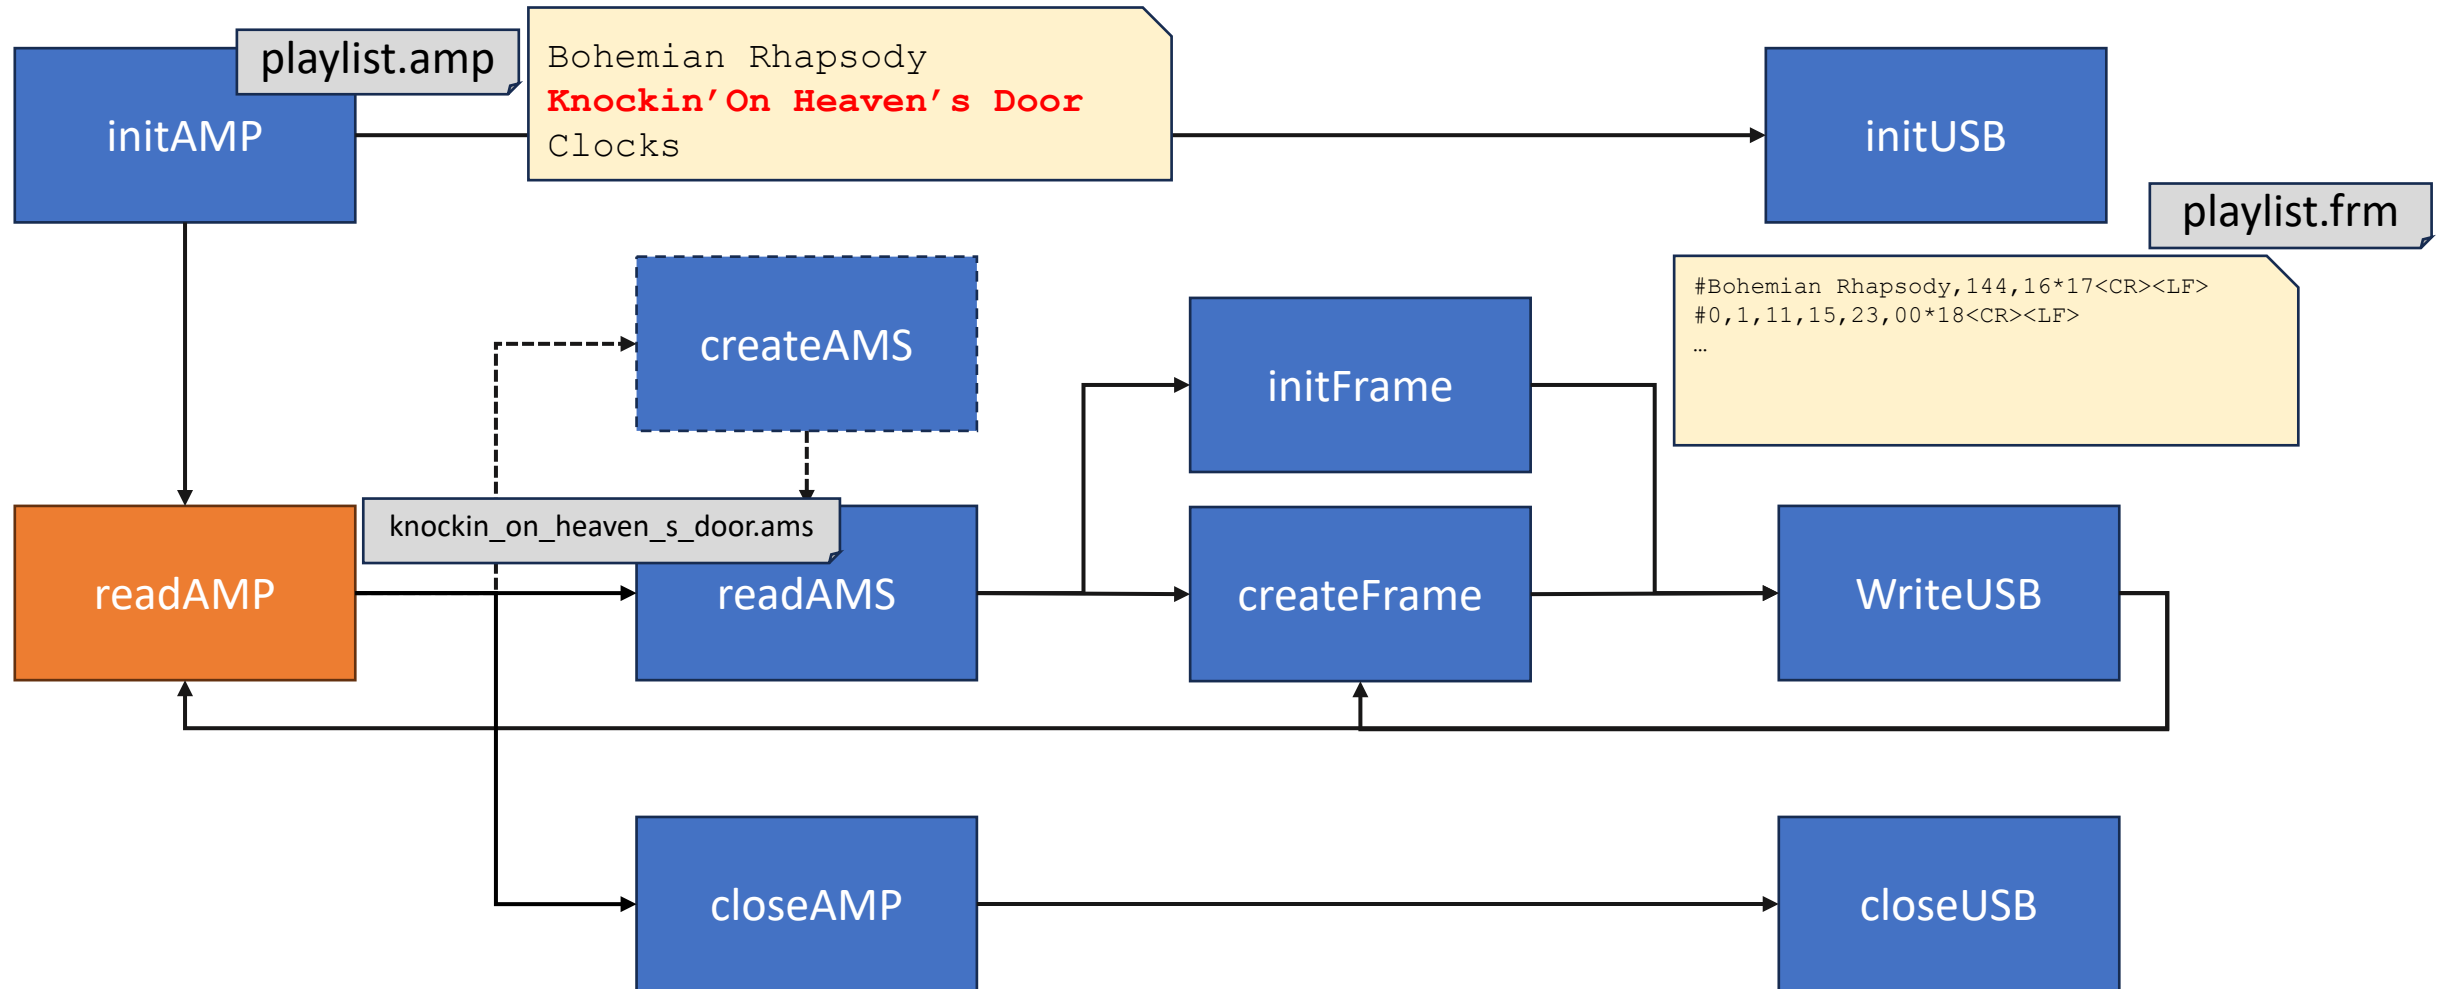 playlist.amp
initAMP
Bohemian Rhapsody
Knockin’On Heaven’s Door
Clocks
initUSB
playlist.frm
#Bohemian Rhapsody,144,16*17<CR><LF>
#0,1,11,15,23,00*18<CR><LF>
…
createAMS
initFrame
knockin_on_heaven_s_door.ams
readAMP
readAMS
createFrame
WriteUSB
closeAMP
closeUSB